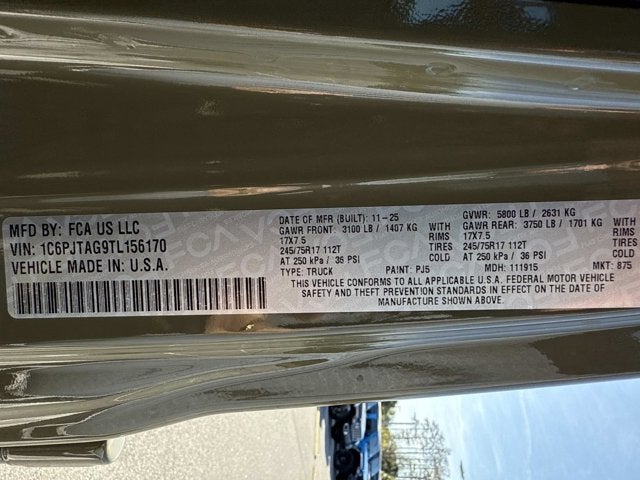 MFD BY: FCA US LLC
VIN: 1C6PJTAG9TL156170
VEHICLE MADE IN: U.S.A.
DATE OF MFR (BUILT): 11-25
GAWR FRONT: 3100 LB / 1407 KG WITH
17X7.5 RIMS
245/75R17 112T TIRES
AT 250 kPa / 36 PSI COLD
TYPE: TRUCK PAINT: PJ5
GVWR: 5800 LB / 2631 KG
GAWR REAR: 3750 LB / 1701 KG WITH
17X7.5 RIMS
245/75R17 112T TIRES
AT 250 kPa / 36 PSI COLD
MDH: 111915 MKT: 875
THIS VEHICLE CONFORMS TO ALL APPLICABLE U.S.A. FEDERAL MOTOR VEHICLE
SAFETY AND THEFT PREVENTION STANDARDS IN EFFECT ON THE DATE OF
MANUFACTURE SHOWN ABOVE.